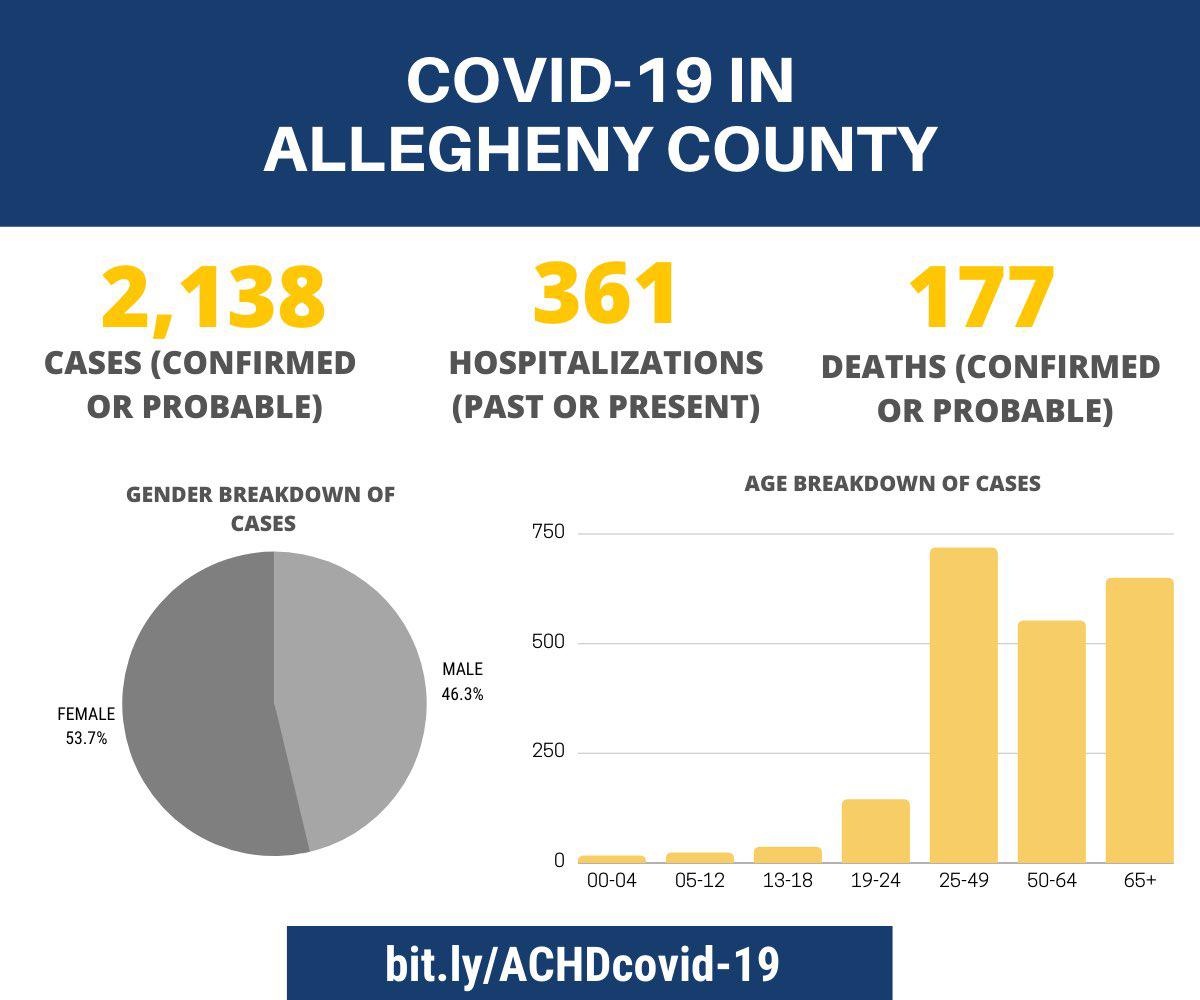 COVID-19 IN
ALLEGHENY COUNTY
2,138
CASES (CONFIRMED
OR PROBABLE)
361
HOSPITALIZATIONS
(PAST OR PRESENT)
177
DEATHS (CONFIRMED
OR PROBABLE)
GENDER BREAKDOWN OF
CASES
MALE
46.3%
FEMALE
53.7%
AGE BREAKDOWN OF CASES
750
500
250
0
00-04 05-12 13-18 19-24 25-49 50-64 65+
bit.ly/ACHDcovid-19